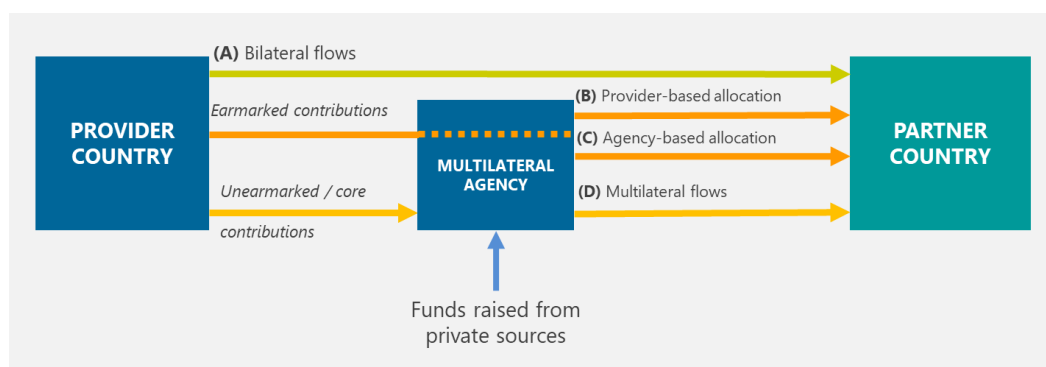 (A) Bilateral flows
Earmarked contributions
(B) Provider-based allocation
PROVIDER
COUNTRY
(C) Agency-based allocation
PARTNER
COUNTRY
MULTILATERAL
AGENCY
Unearmarked / core
contributions
(D) Multilateral flows
Funds raised from
private sources